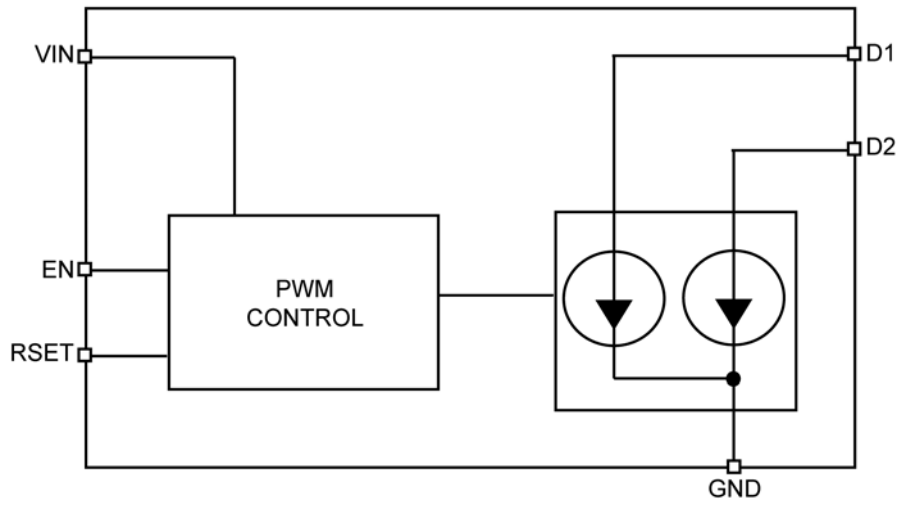 VIN
D1
D2
EN
PWM
CONTROL
RSET
GND